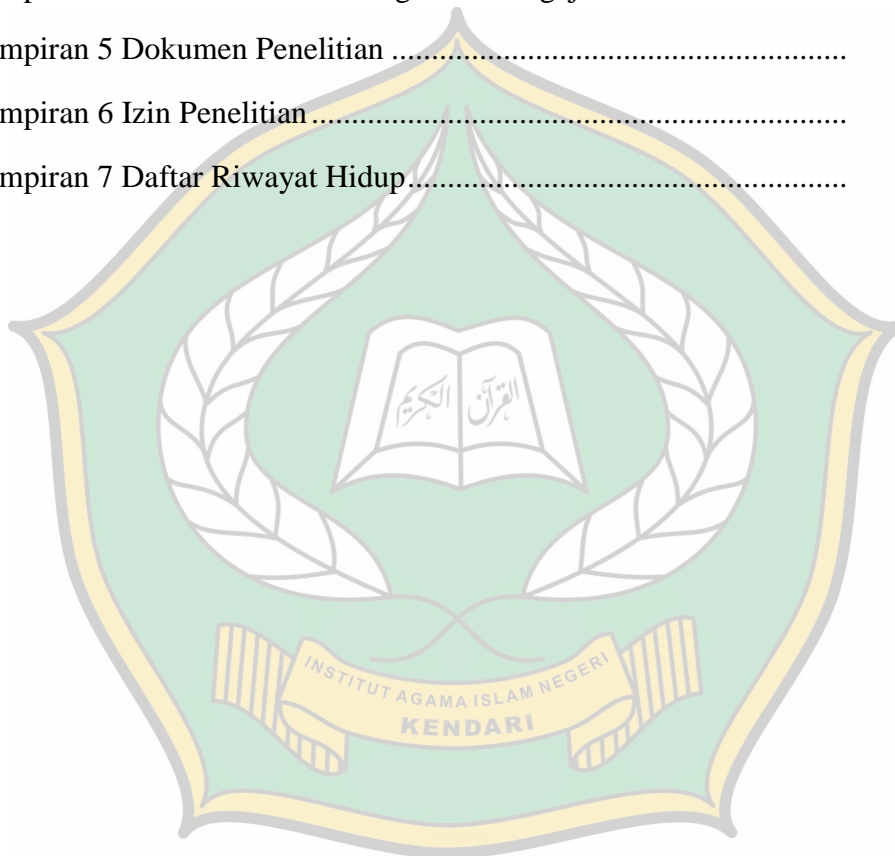 mpiran 5 Dokumen Penelitian ........................................................
mpiran 6 Izin Penelitian ..................................................................
mpiran 7 Daftar Riwayat Hidup......................................................
القرآن الكريم
INSTITUT AGAMA ISLAM NEGERI
KENDARI